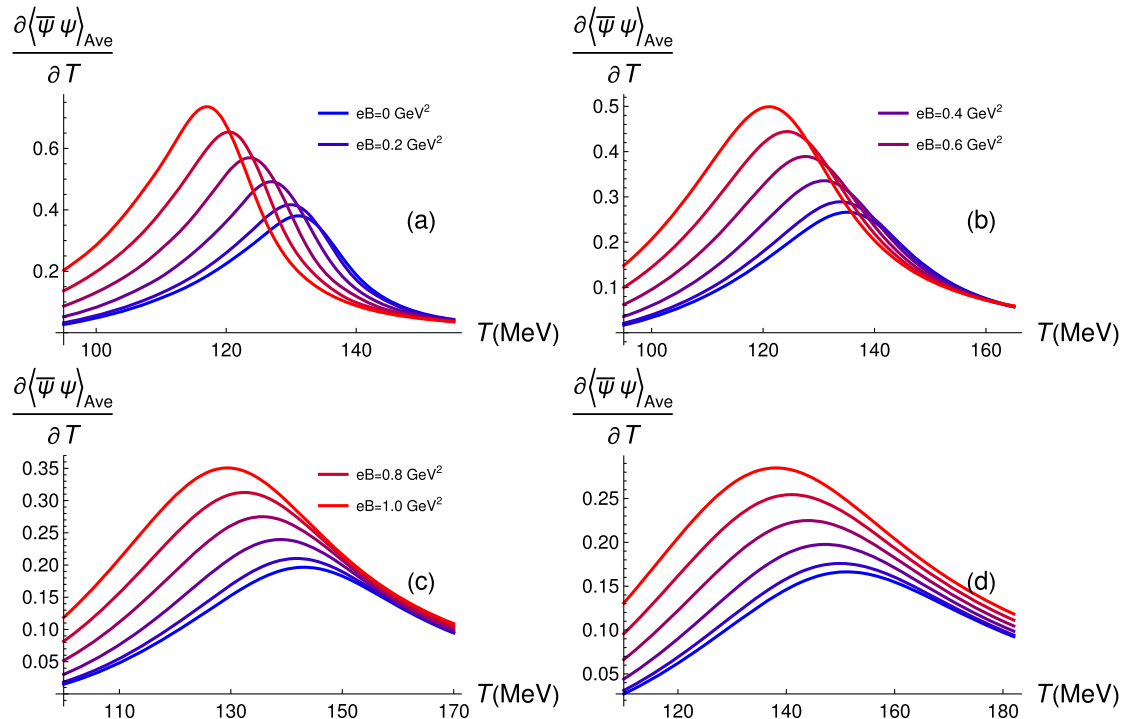 ∂⟨ψ̅ ψ⟩Ave
∂T
0.6
0.4
0.2
100 120 140
T(MeV)
eB=0 GeV²
eB=0.2 GeV²
(a)
∂⟨ψ̅ ψ⟩Ave
∂T
0.5
0.4
0.3
0.2
0.1
100 120 140 160
T(MeV)
eB=0.4 GeV²
eB=0.6 GeV²
(b)
∂⟨ψ̅ ψ⟩Ave
∂T
0.35
0.30
0.25
0.20
0.15
0.10
0.05
110 130 150 170
T(MeV)
eB=0.8 GeV²
eB=1.0 GeV²
(c)
∂⟨ψ̅ ψ⟩Ave
∂T
0.25
0.20
0.15
0.10
0.05
120 140 160 180
T(MeV)
(d)